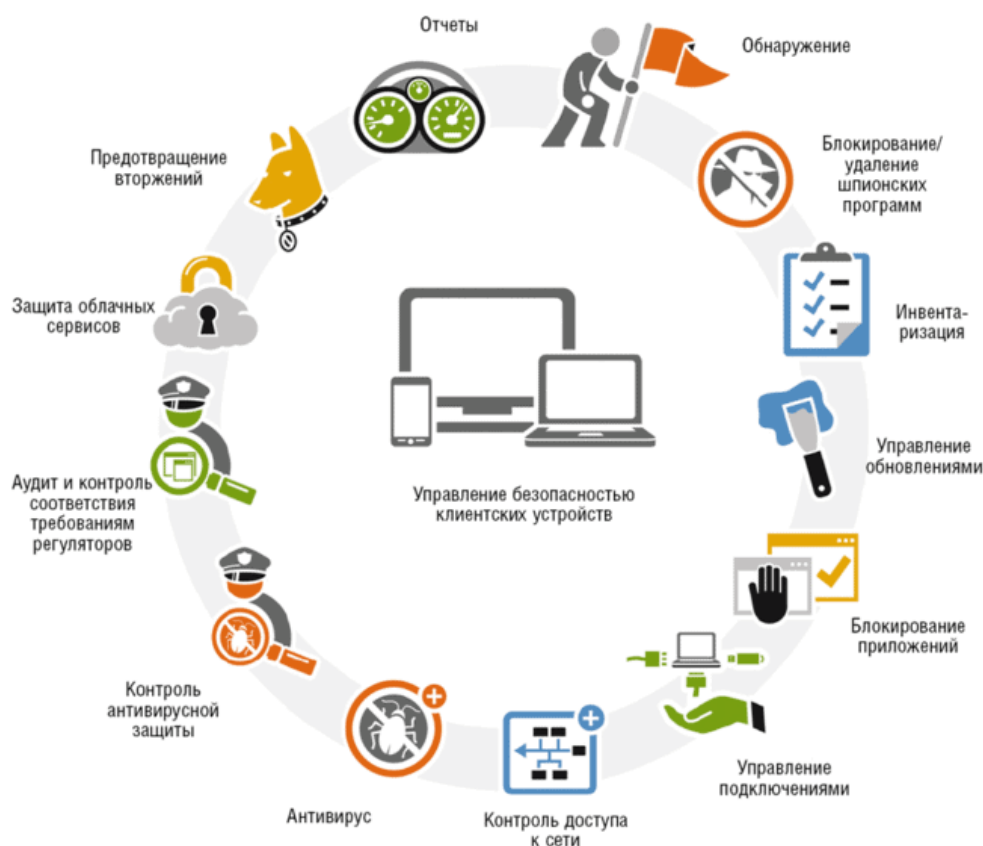 Отчеты
Обнаружение
Блокирование/
удаление
шпионских
программ
Инвента-
ризация
Управление
обновлениями
Блокирование
приложений
Управление
подключениями
Контроль доступа
к сети
Антивирус
Контроль
антивирусной
защиты
Аудит и контроль
соответствия
требованиям
регуляторов
Защита облачных
сервисов
Предотвращение
вторжений
Управление безопасностью
клиентских устройств